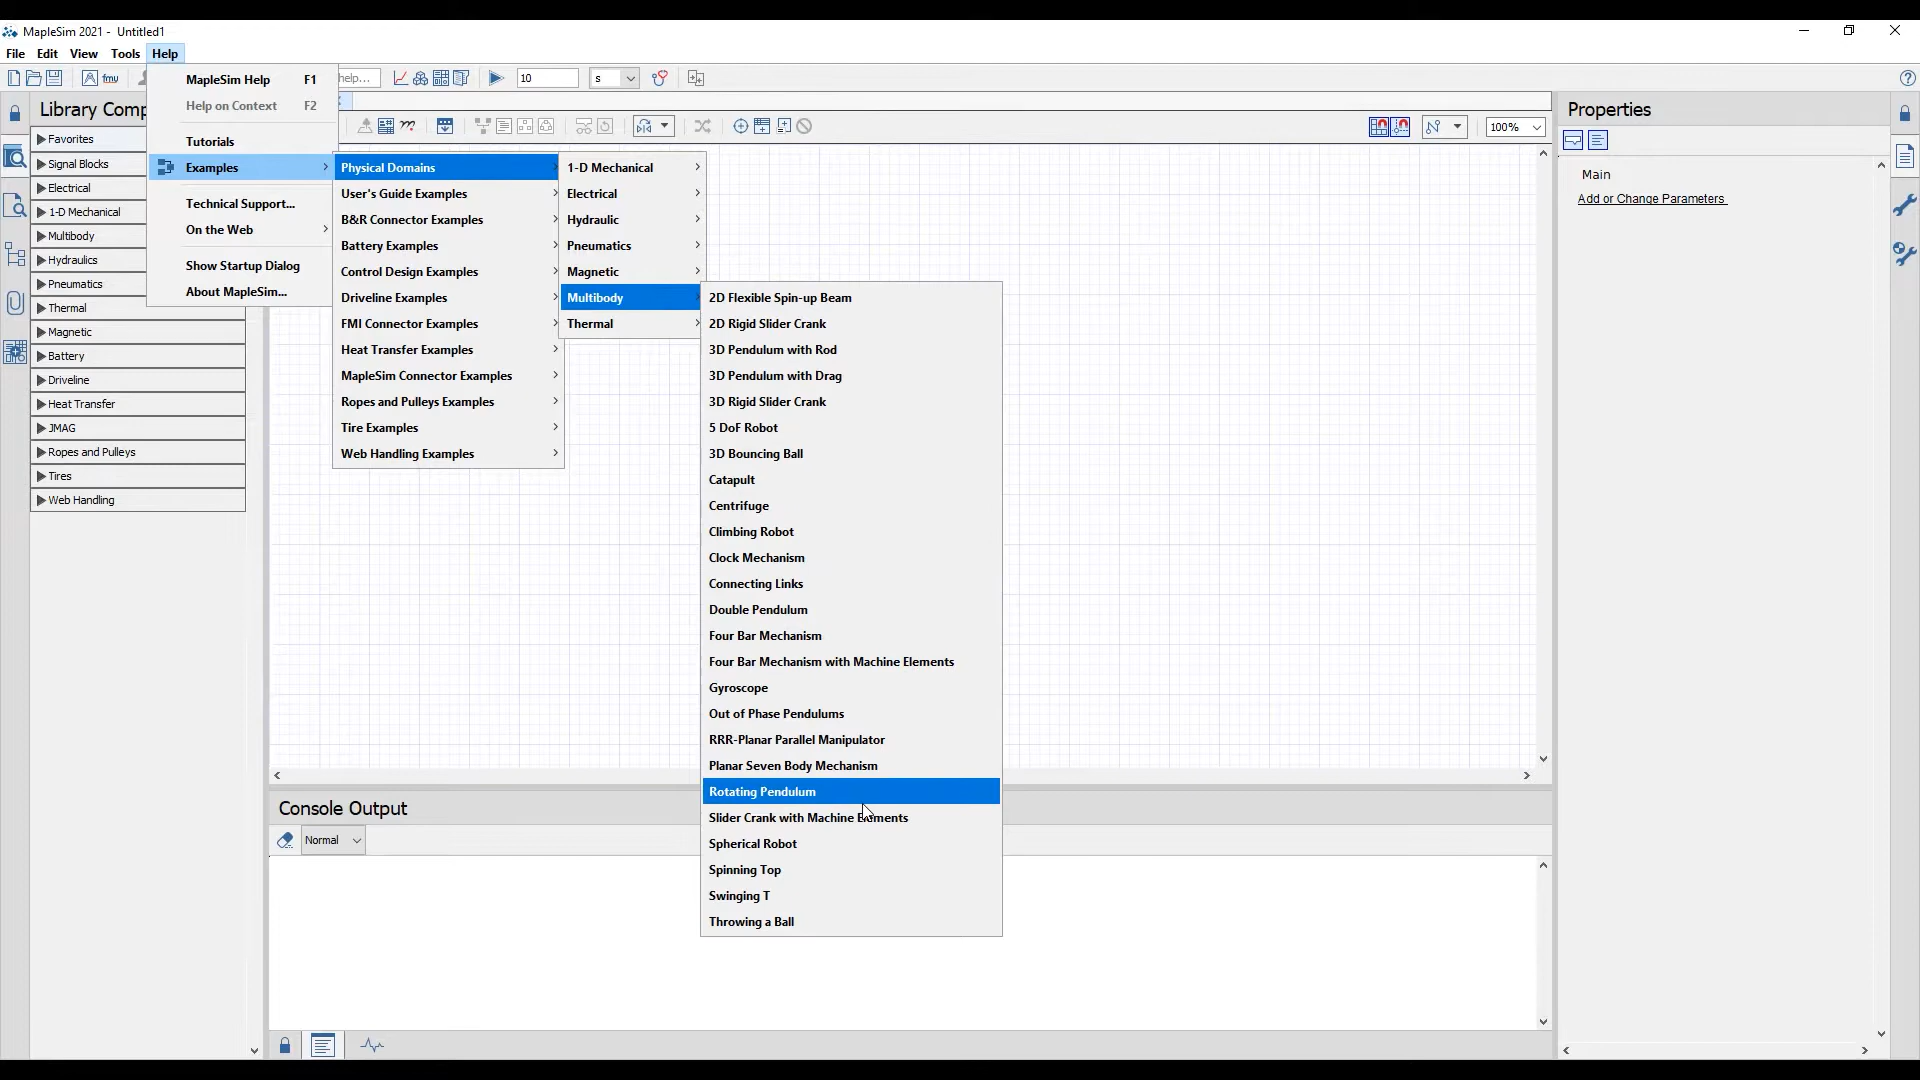 MapleSim 2021 - Untitled1
File Edit View Tools Help
fmu help... 10 s
Library Comp
Favorites
Signal Blocks
Electrical
1-D Mechanical
Multibody
Hydraulics
Pneumatics
Thermal
Magnetic
Battery
Driveline
Heat Transfer
JMAG
Ropes and Pulleys
Tires
Web Handling
MapleSim Help F1
Help on Context F2
Tutorials
Examples
Technical Support...
On the Web
Show Startup Dialog
About MapleSim...
Physical Domains
User's Guide Examples
B&R Connector Examples
Battery Examples
Control Design Examples
Driveline Examples
FMI Connector Examples
Heat Transfer Examples
MapleSim Connector Examples
Ropes and Pulleys Examples
Tire Examples
Web Handling Examples
1-D Mechanical
Electrical
Hydraulic
Pneumatics
Magnetic
Multibody
Thermal
2D Flexible Spin-up Beam
2D Rigid Slider Crank
3D Pendulum with Rod
3D Pendulum with Drag
3D Rigid Slider Crank
5 DoF Robot
3D Bouncing Ball
Catapult
Centrifuge
Climbing Robot
Clock Mechanism
Connecting Links
Double Pendulum
Four Bar Mechanism
Four Bar Mechanism with Machine Elements
Gyroscope
Out of Phase Pendulums
RRR-Planar Parallel Manipulator
Planar Seven Body Mechanism
Rotating Pendulum
Slider Crank with Machine Elements
Spherical Robot
Spinning Top
Swinging T
Throwing a Ball
100%
Properties
Main
Add or Change Parameters
Console Output
Normal